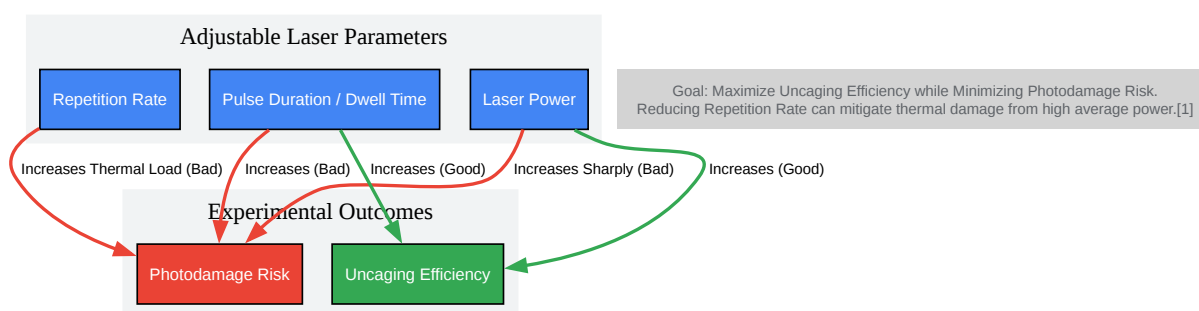 Adjustable Laser Parameters
Repetition Rate
Pulse Duration / Dwell Time
Laser Power
Goal: Maximize Uncaging Efficiency while Minimizing Photodamage Risk.
Reducing Repetition Rate can mitigate thermal damage from high average power.[1]
Increases Thermal Load (Bad)
Increases (Bad)
Increases (Good)
Increases Sharply (Bad)
Increases (Good)
Experimental Outcomes
Photodamage Risk
Uncaging Efficiency